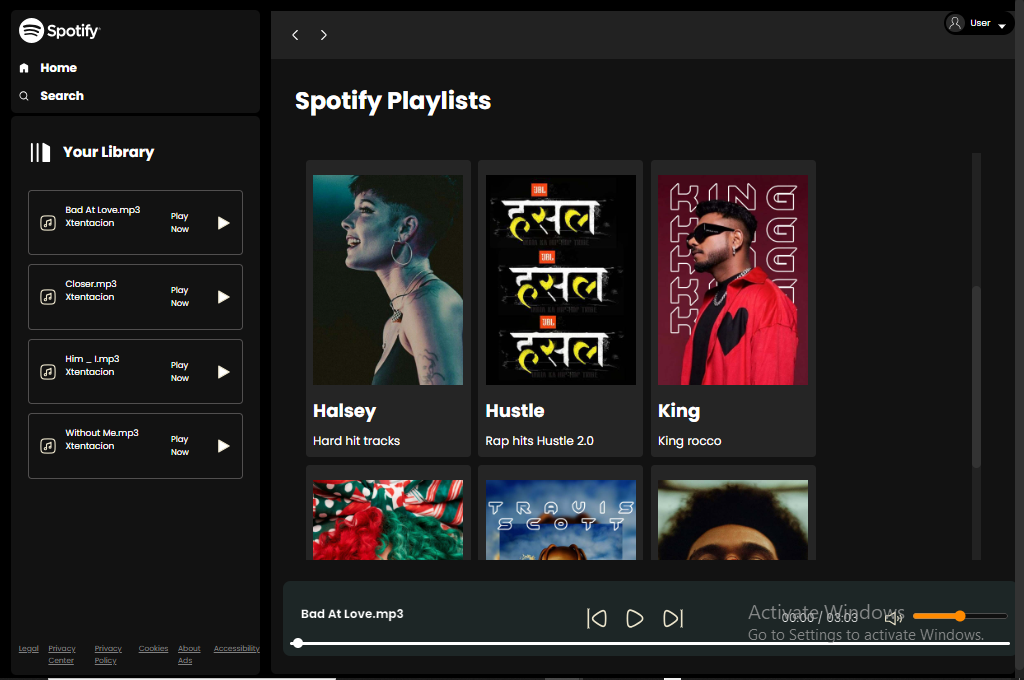 Spotify
User
Home
Search
Spotify Playlists
Your Library
Bad At Love.mp3
Xtentacion
Play
Now
Closer.mp3
Xtentacion
Play
Now
Him _ I.mp3
Xtentacion
Play
Now
Without Me.mp3
Xtentacion
Play
Now
JBL
हसल
JBL
हसल
JBL
हसल
KING
Halsey
Hard hit tracks
Hustle
Rap hits Hustle 2.0
King
King rocco
TRAVIS
SCOTT
Legal
Privacy
Center
Privacy
Policy
Cookies
About
Ads
Accessibility
Bad At Love.mp3
00:00 / 03:03
Activate Windows
Go to Settings to activate Windows.